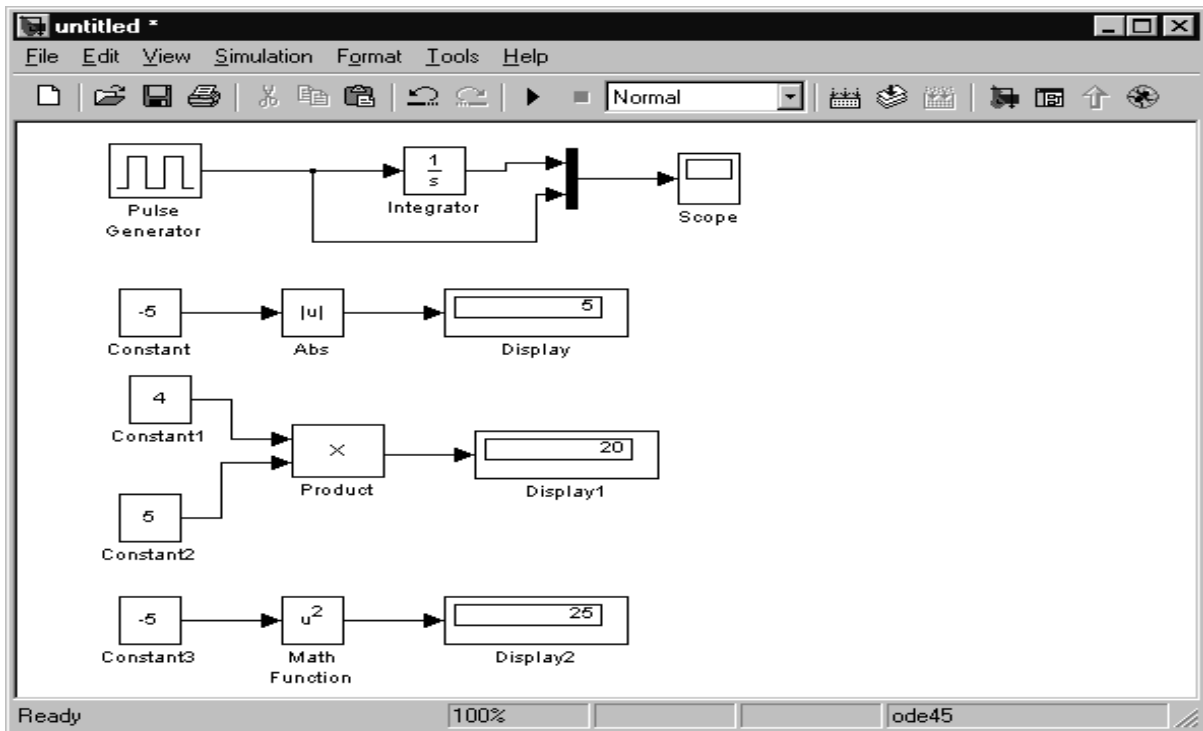 untitled *
File Edit View Simulation Format Tools Help
Normal
Pulse
Generator
1
s
Integrator
Scope
-5
Constant
|u|
Abs
5
Display
4
Constant1
×
Product
20
Display1
5
Constant2
-5
Constant3
u²
Math
Function
25
Display2
Ready 100% ode45